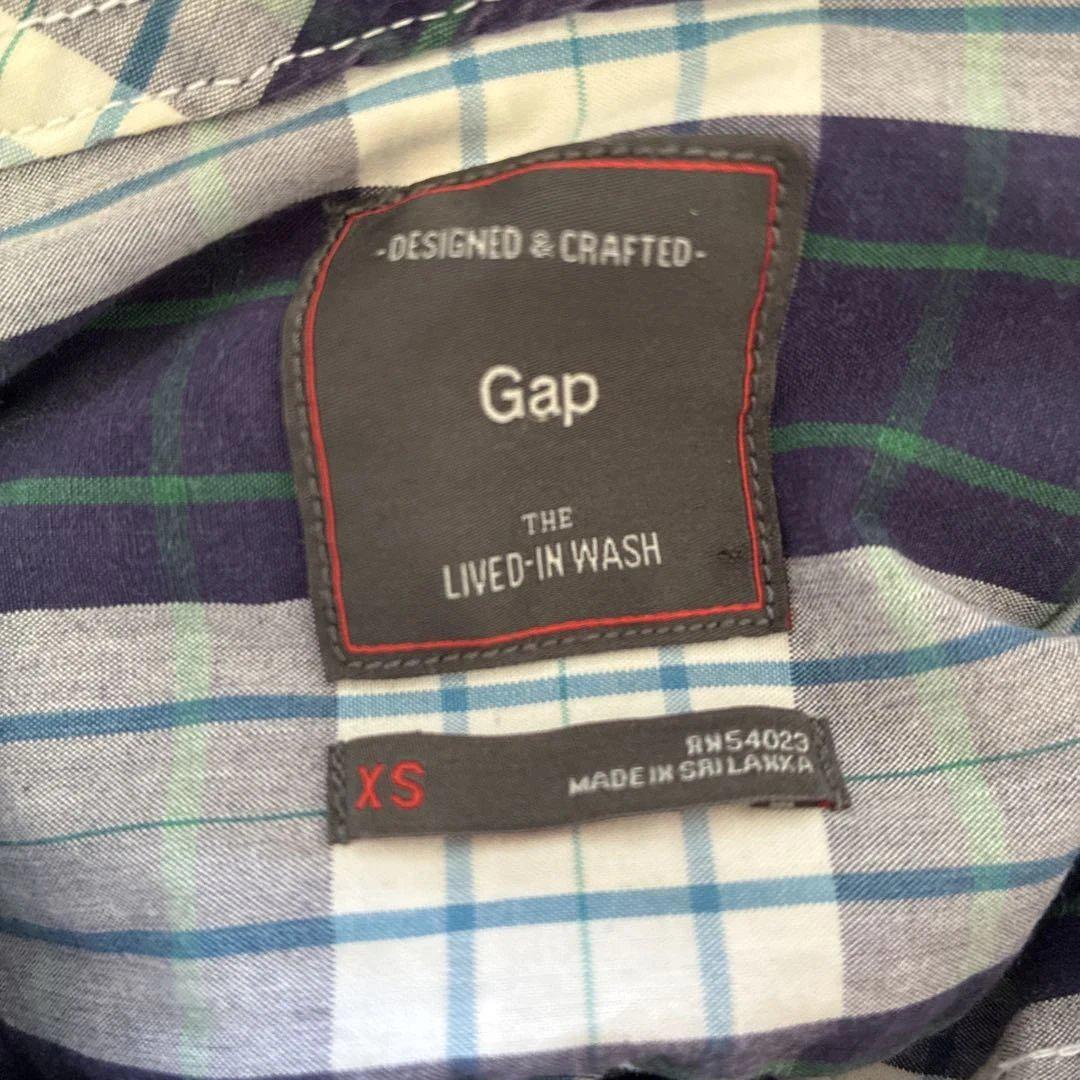 -DESIGNED & CRAFTED-
Gap
THE
LIVED-IN WASH
XS
RN54023
MADE IN SRI LANKA